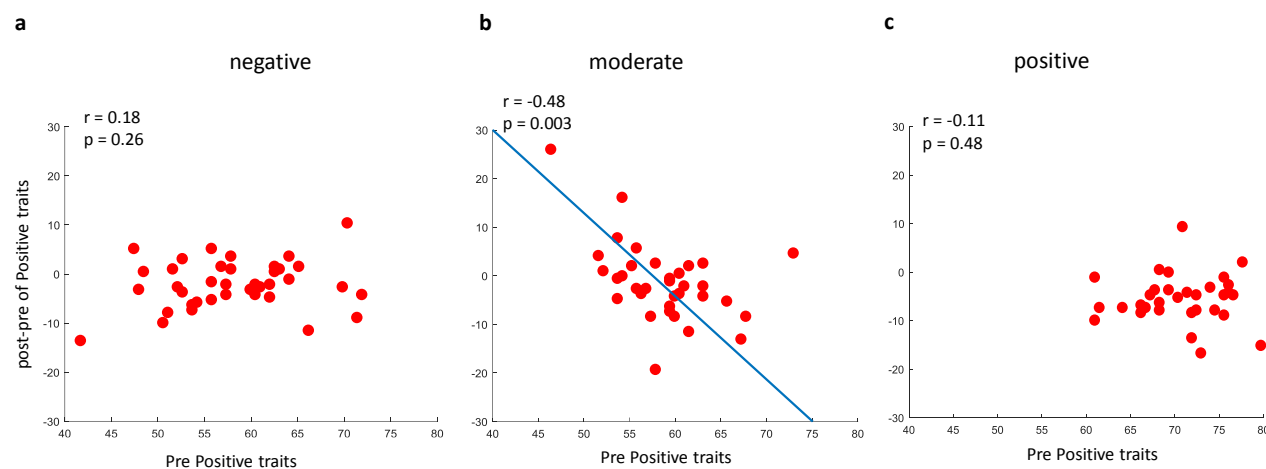 a
negative
r = 0.18
p = 0.26
post-pre of Positive traits
30
20
10
0
-10
-20
-30
40 45 50 55 60 65 70 75 80
Pre Positive traits
b
moderate
r = -0.48
p = 0.003
30
20
10
0
-10
-20
-30
40 45 50 55 60 65 70 75 80
Pre Positive traits
c
positive
r = -0.11
p = 0.48
30
20
10
0
-10
-20
-30
40 45 50 55 60 65 70 75 80
Pre Positive traits